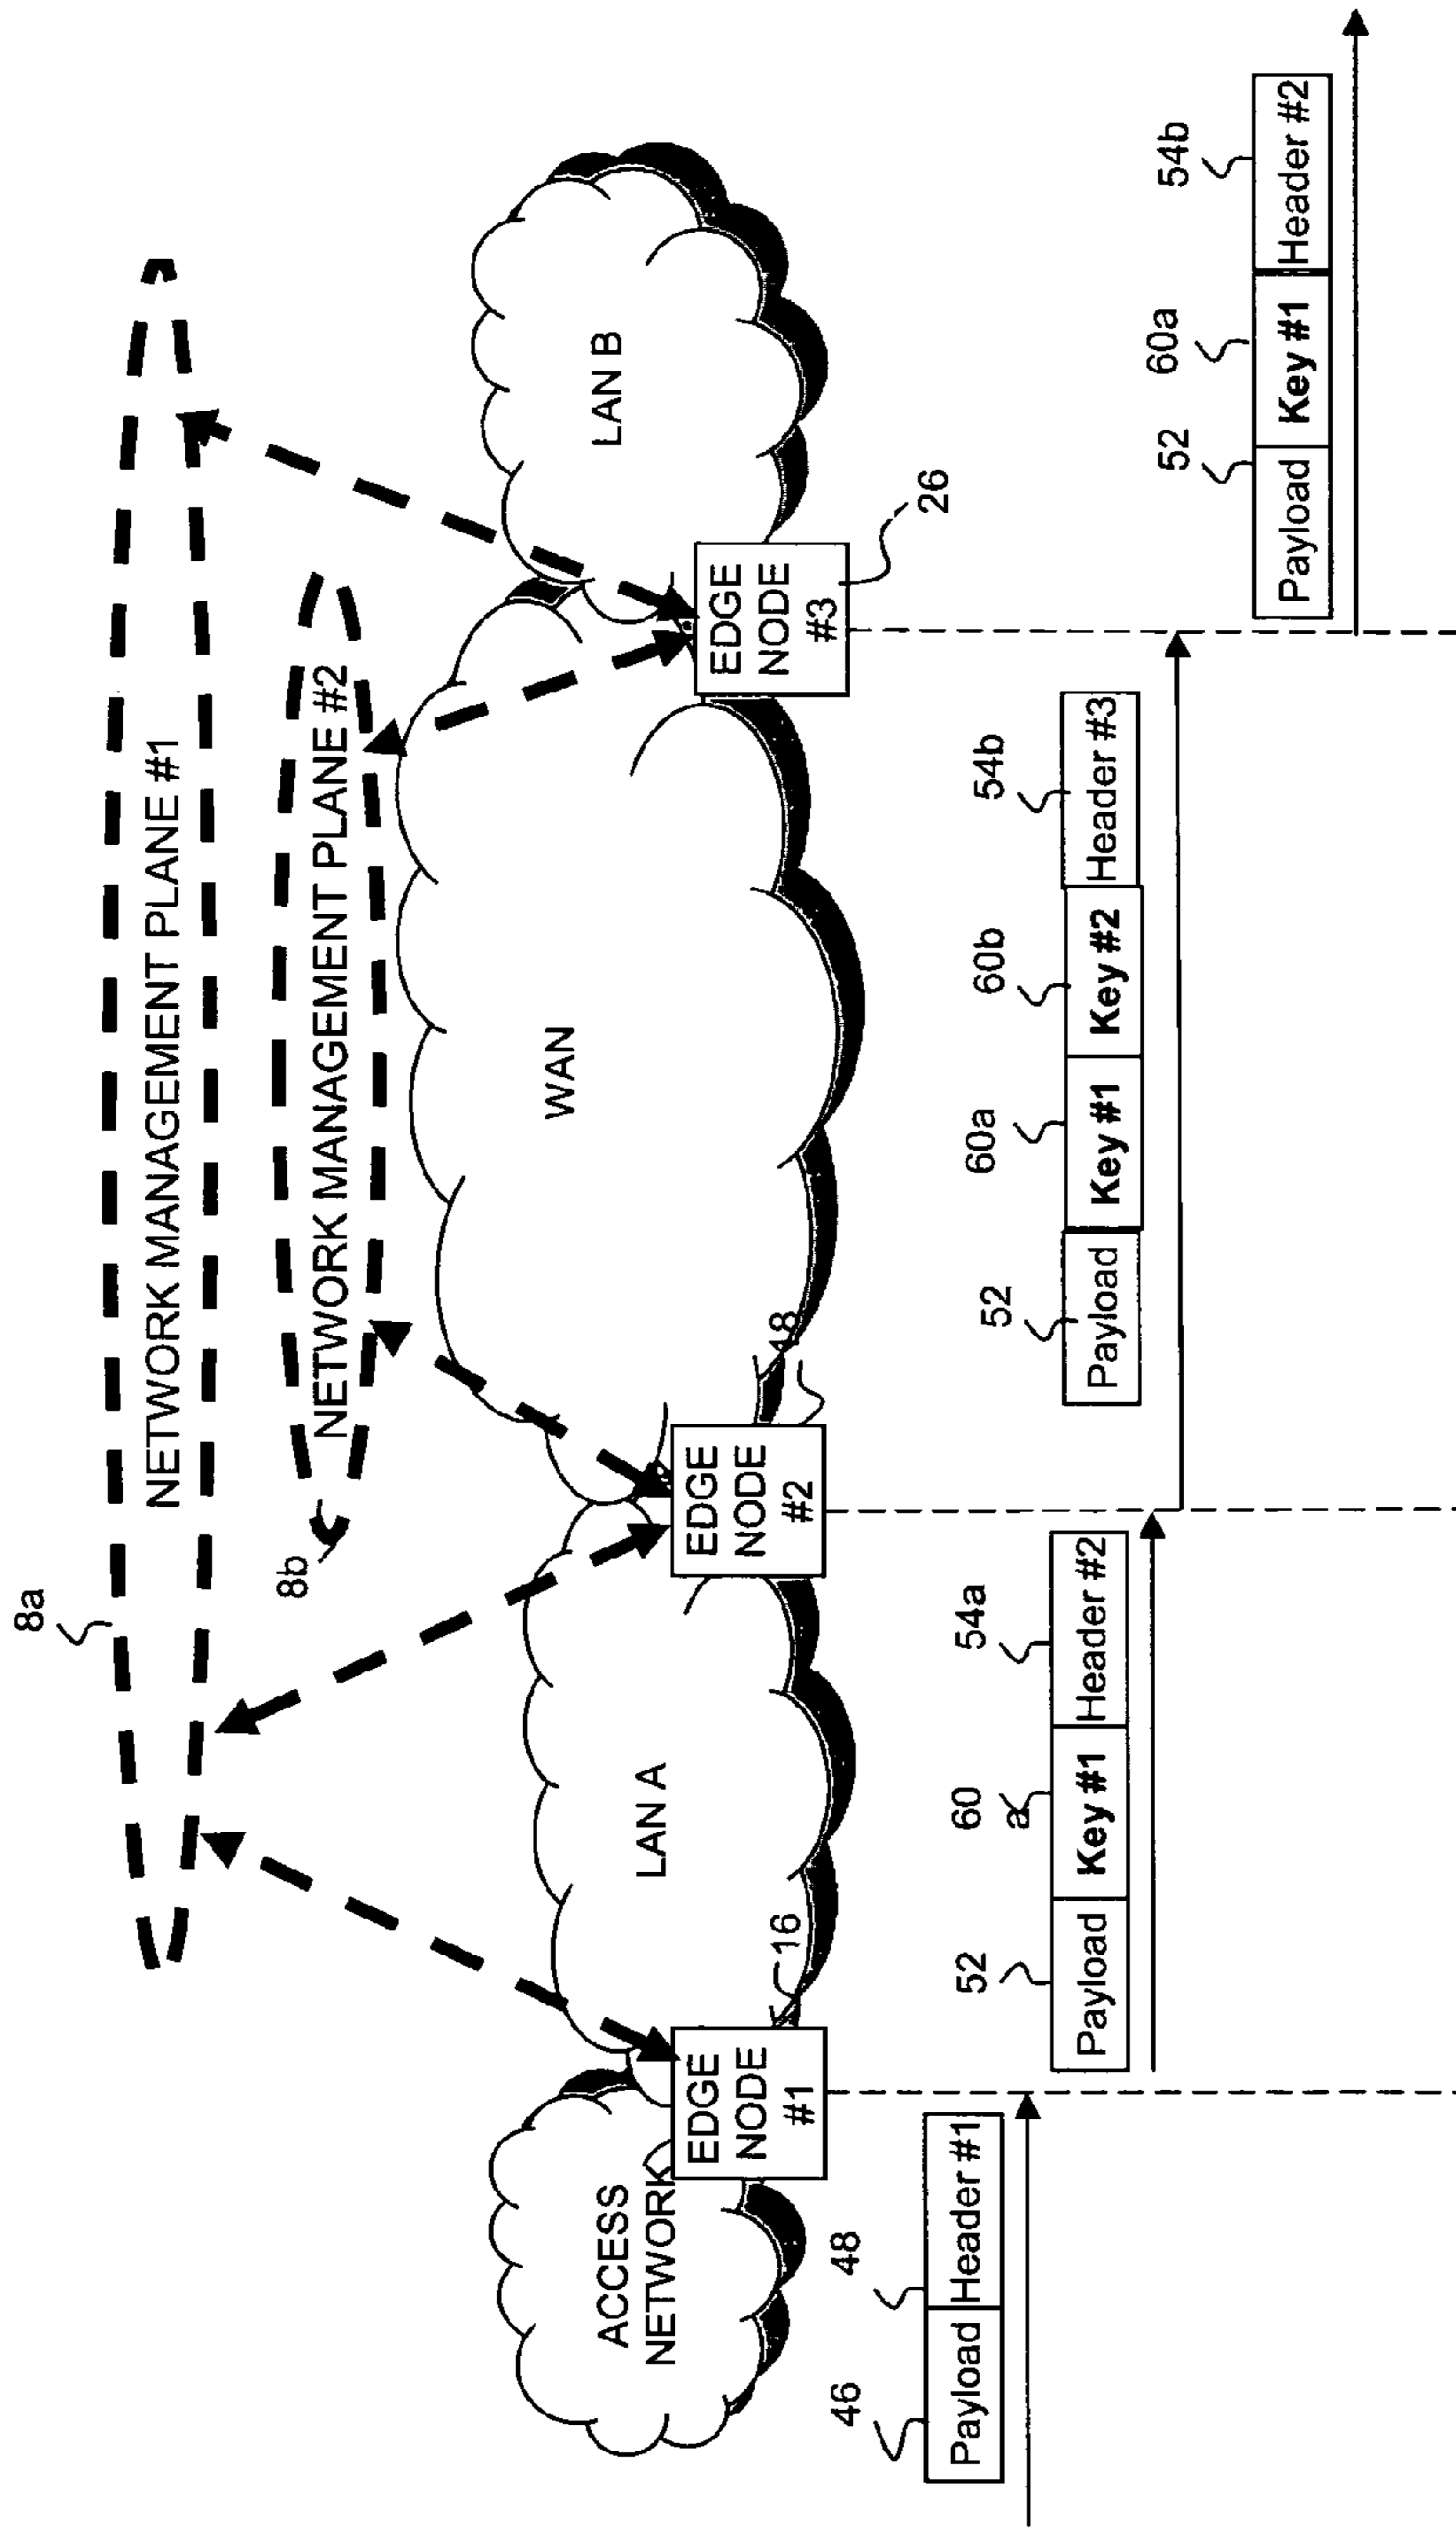 8a
NETWORK MANAGEMENT PLANE #1
8b
NETWORK MANAGEMENT PLANE #2
ACCESS
NETWORK
LAN A
WAN
LAN B
EDGE
NODE
#1
16
EDGE
NODE
#2
18
EDGE
NODE
#3
26
46
48
Payload
Header #1
52
60
a
54a
Payload
Key #1
Header #2
52
60a
60b
54b
Payload
Key #1
Key #2
Header #3
52
60a
54b
Payload
Key #1
Header #2